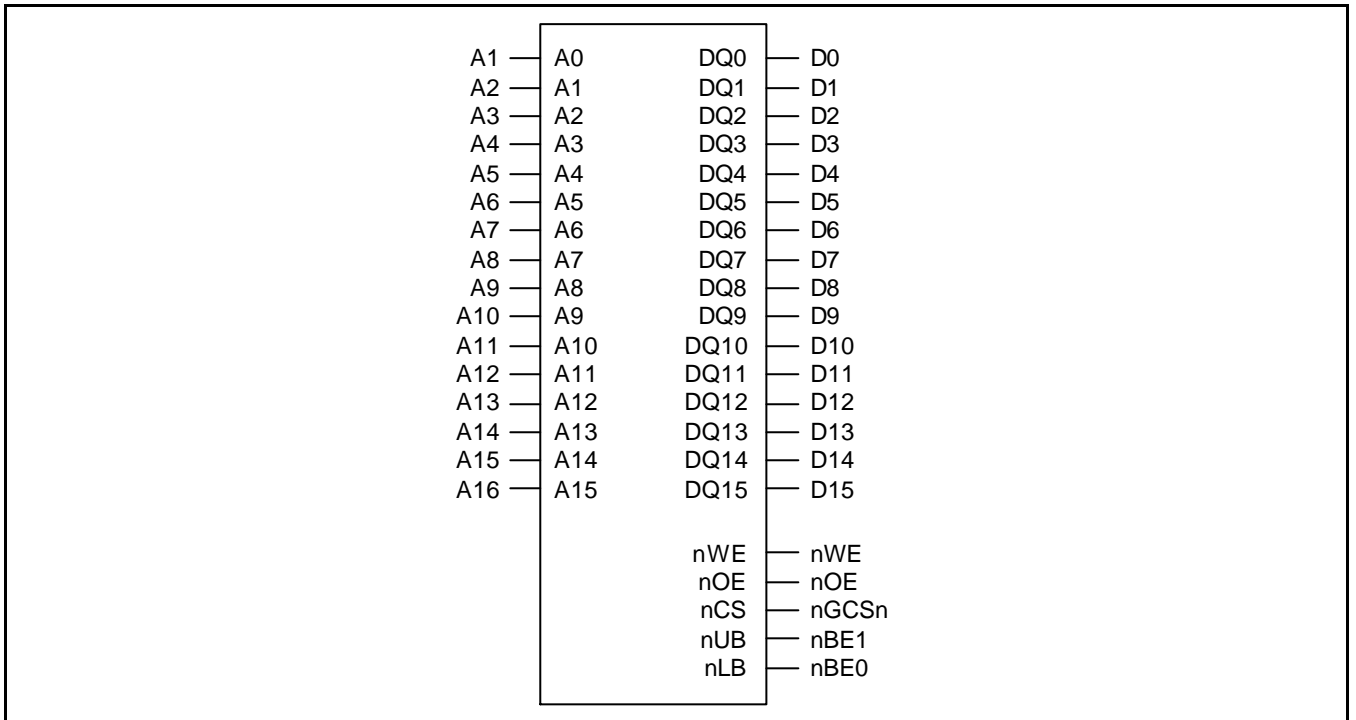 A1 A0 DQ0 D0
A2 A1 DQ1 D1
A3 A2 DQ2 D2
A4 A3 DQ3 D3
A5 A4 DQ4 D4
A6 A5 DQ5 D5
A7 A6 DQ6 D6
A8 A7 DQ7 D7
A9 A8 DQ8 D8
A10 A9 DQ9 D9
A11 A10 DQ10 D10
A12 A11 DQ11 D11
A13 A12 DQ12 D12
A14 A13 DQ13 D13
A15 A14 DQ14 D14
A16 A15 DQ15 D15
nWE nWE
nOE nOE
nCS nGCSn
nUB nBE1
nLB nBE0